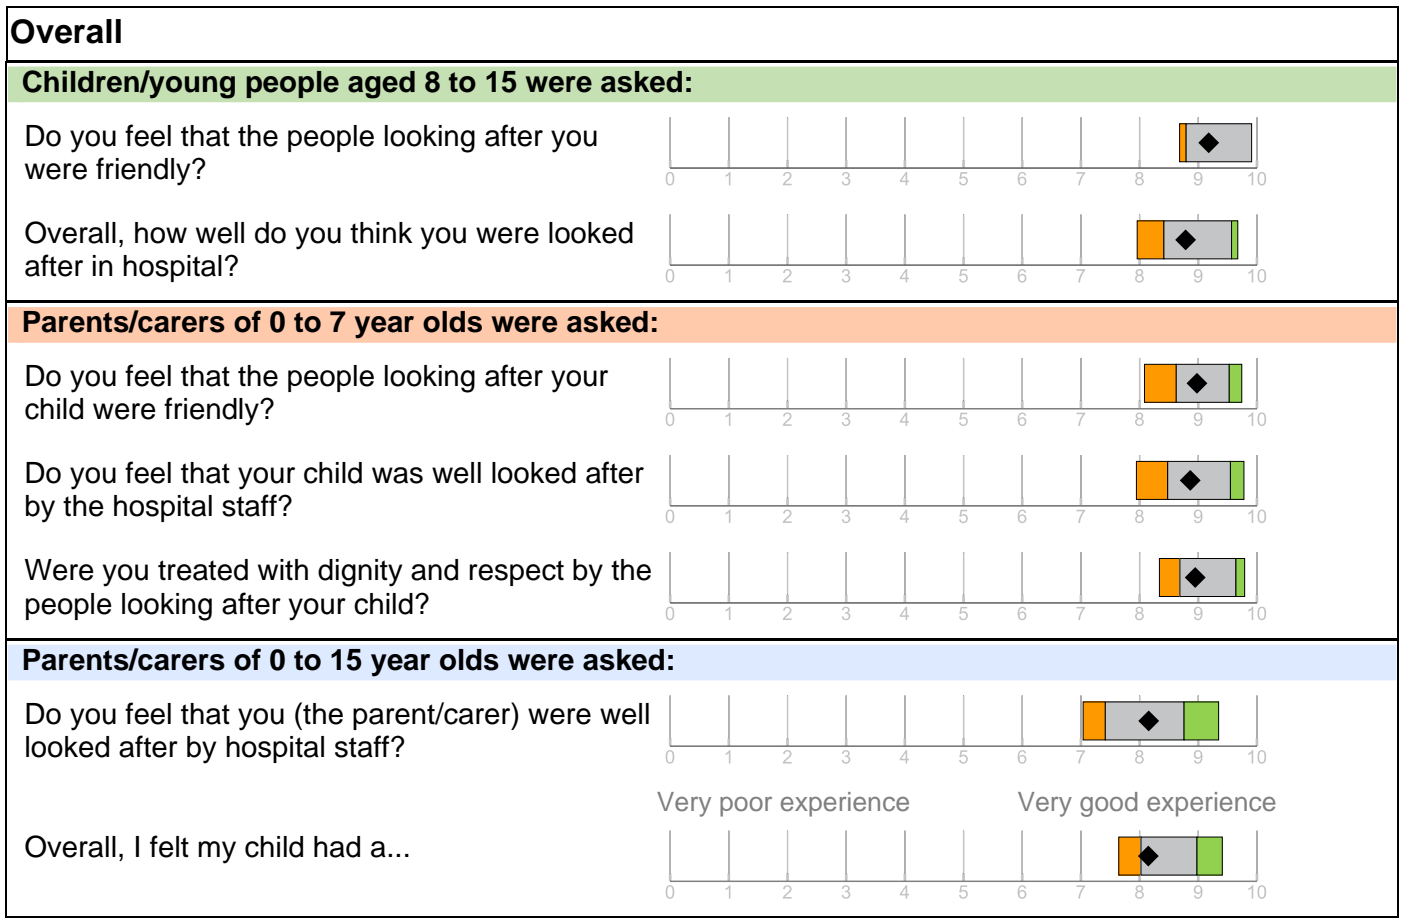 Overall
Children/young people aged 8 to 15 were asked:
Do you feel that the people looking after you
were friendly?
0 1 2 3 4 5 6 7 8 9 10
Overall, how well do you think you were looked
after in hospital?
0 1 2 3 4 5 6 7 8 9 10
Parents/carers of 0 to 7 year olds were asked:
Do you feel that the people looking after your
child were friendly?
0 1 2 3 4 5 6 7 8 9 10
Do you feel that your child was well looked after
by the hospital staff?
0 1 2 3 4 5 6 7 8 9 10
Were you treated with dignity and respect by the
people looking after your child?
0 1 2 3 4 5 6 7 8 9 10
Parents/carers of 0 to 15 year olds were asked:
Do you feel that you (the parent/carer) were well
looked after by hospital staff?
0 1 2 3 4 5 6 7 8 9 10
Very poor experience Very good experience
Overall, I felt my child had a...
0 1 2 3 4 5 6 7 8 9 10